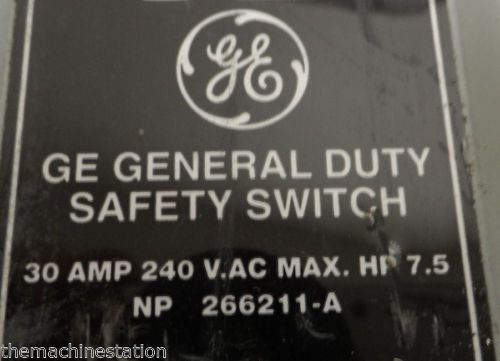 GE
GE GENERAL DUTY
SAFETY SWITCH
30 AMP 240 V.AC MAX. HP 7.5
NP 266211-A
themachinestation